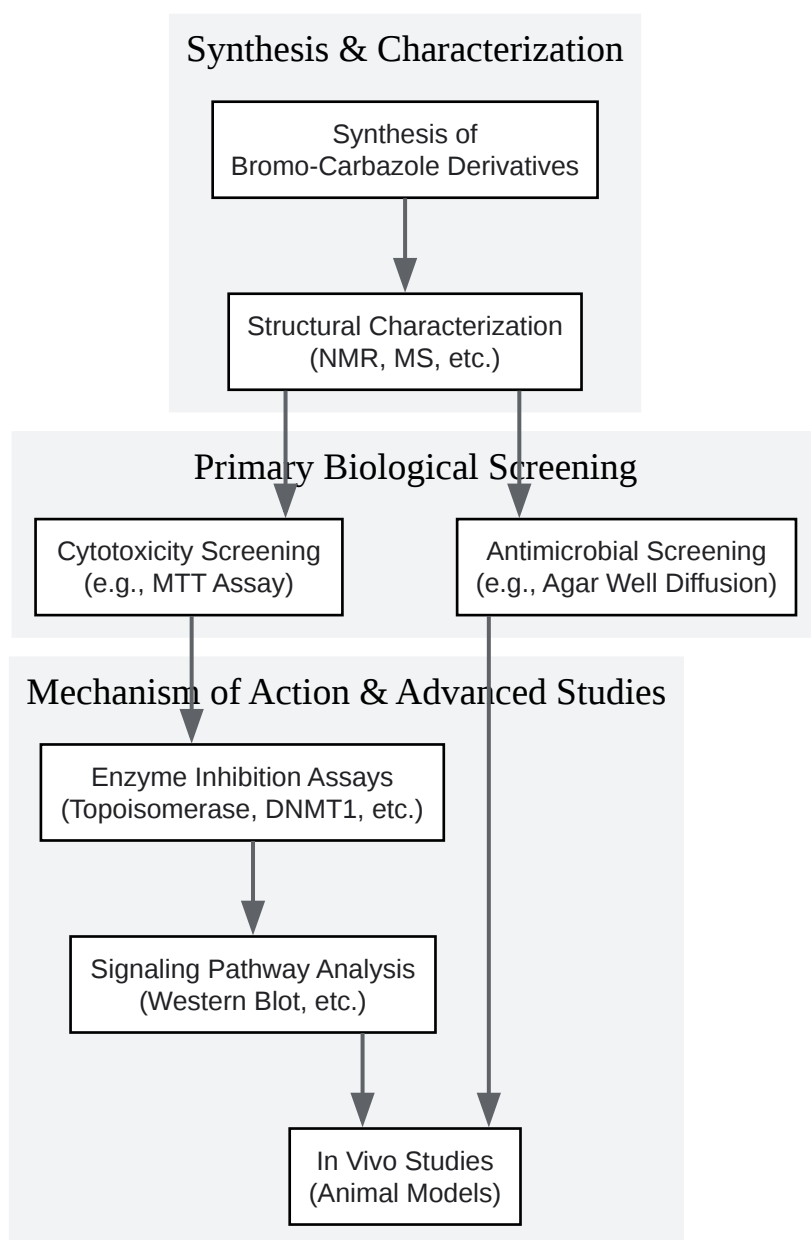 Synthesis & Characterization
Synthesis of
Bromo-Carbazole Derivatives
Structural Characterization
(NMR, MS, etc.)
Primary Biological Screening
Cytotoxicity Screening
(e.g., MTT Assay)
Antimicrobial Screening
(e.g., Agar Well Diffusion)
Mechanism of Action & Advanced Studies
Enzyme Inhibition Assays
(Topoisomerase, DNMT1, etc.)
Signaling Pathway Analysis
(Western Blot, etc.)
In Vivo Studies
(Animal Models)